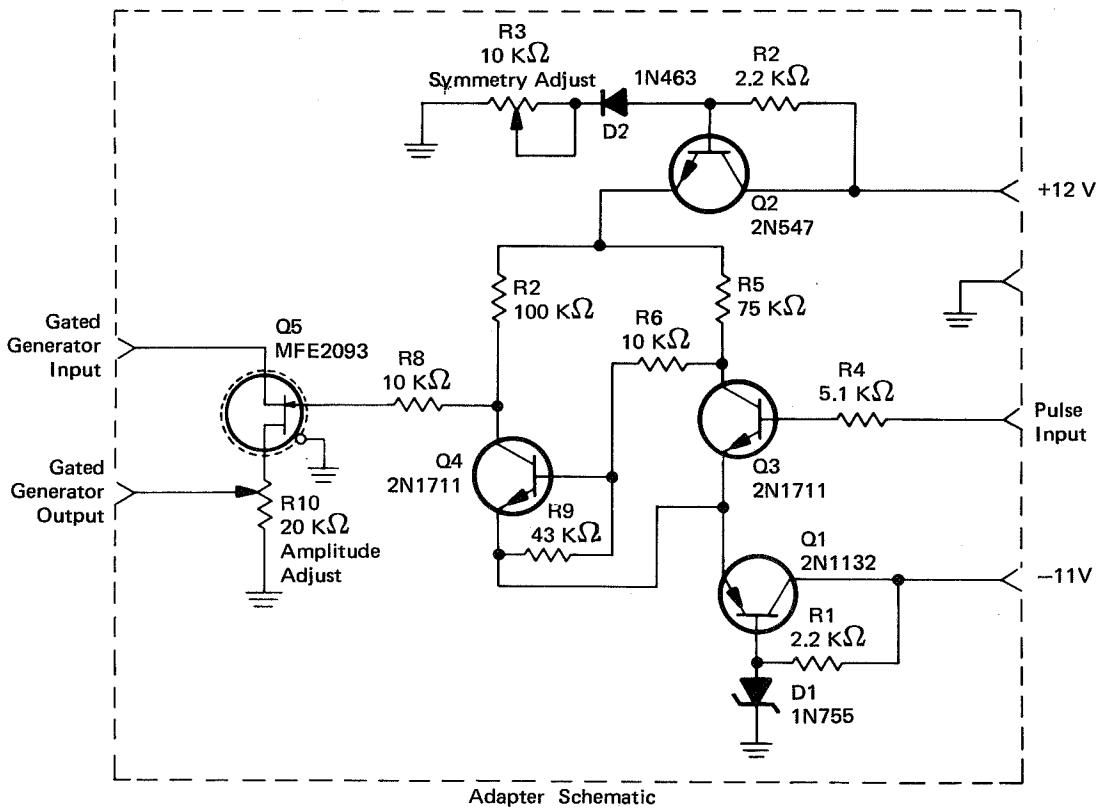 R3
10 KΩ
Symmetry Adjust
1N463
R2
2.2 KΩ
D2
Q2
2N547
+12 V
R2
100 KΩ
R5
75 KΩ
R6
10 KΩ
Gated
Generator
Input
Q5
MFE2093
R8
10 KΩ
R4
5.1 KΩ
Pulse
Input
Q4
2N1711
Q3
2N1711
Gated
Generator
Output
R10
20 KΩ
Amplitude
Adjust
R9
43 KΩ
Q1
2N1132
–11V
R1
2.2 KΩ
D1
1N755
Adapter Schematic